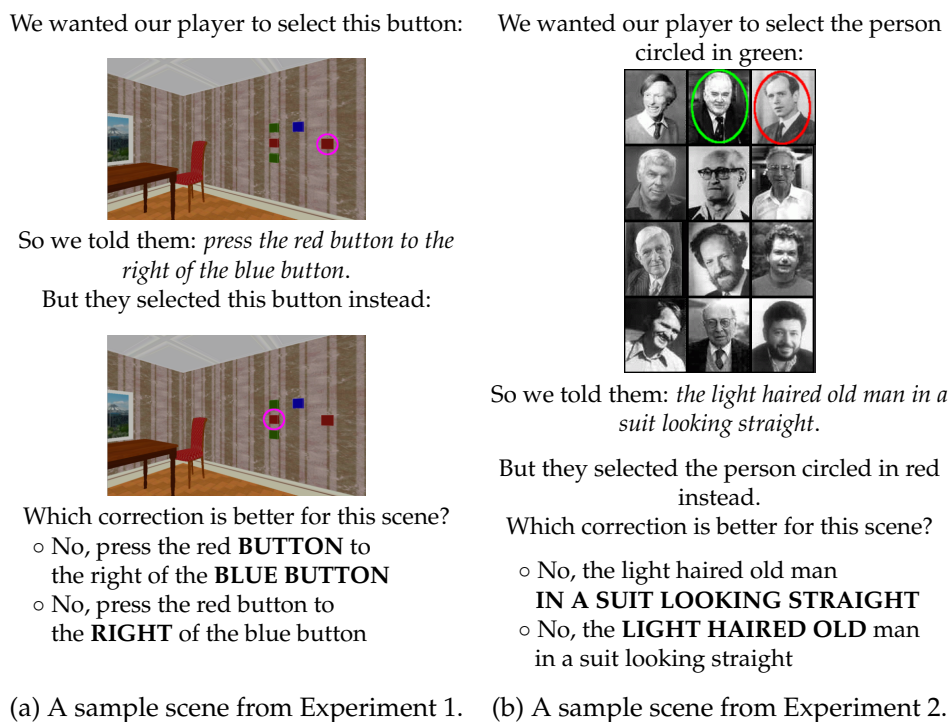 We wanted our player to select this button:
So we told them: press the red button to the
right of the blue button.
But they selected this button instead:
Which correction is better for this scene?
○ No, press the red BUTTON to
the right of the BLUE BUTTON
○ No, press the red button to
the RIGHT of the blue button
(a) A sample scene from Experiment 1.
We wanted our player to select the person
circled in green:
So we told them: the light haired old man in a
suit looking straight.
But they selected the person circled in red
instead.
Which correction is better for this scene?
○ No, the light haired old man
IN A SUIT LOOKING STRAIGHT
○ No, the LIGHT HAIRED OLD man
in a suit looking straight
(b) A sample scene from Experiment 2.